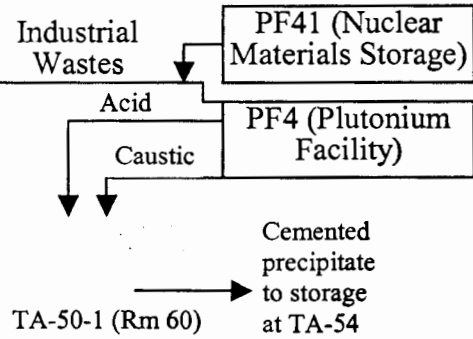 Industrial
Wastes
PF41 (Nuclear
Materials Storage)
Acid
PF4 (Plutonium
Facility)
Caustic
Cemented
precipitate
to storage
at TA-54
TA-50-1 (Rm 60)